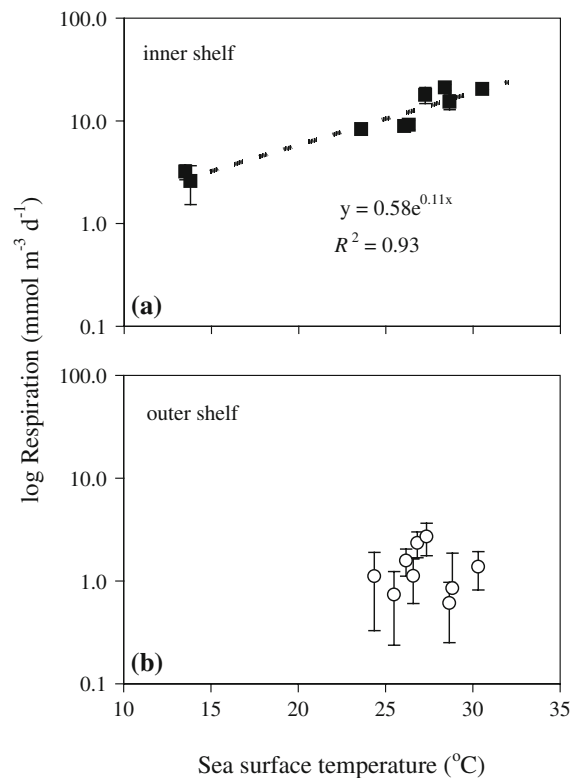 100.0
inner shelf
10.0
y = 0.58e^0.11x
1.0
R^2 = 0.93
(a)
0.1
log Respiration (mmol m^-3 d^-1)
100.0
outer shelf
10.0
1.0
(b)
0.1
10 15 20 25 30 35
Sea surface temperature (°C)